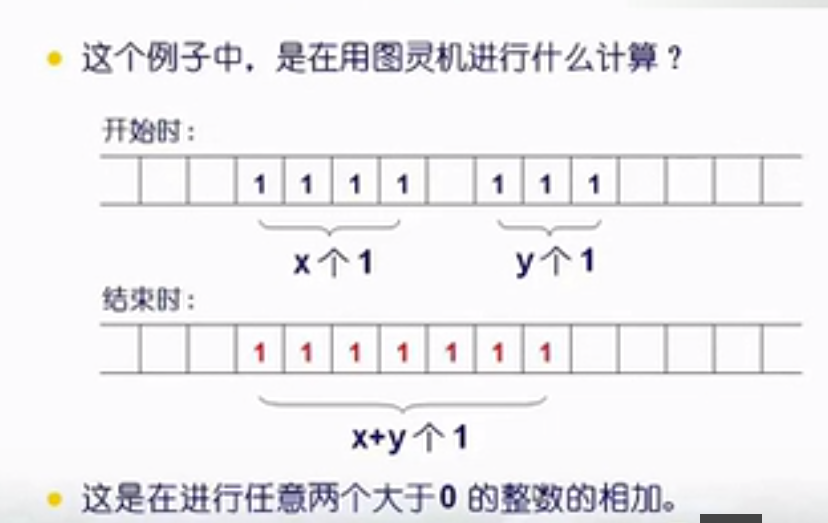 这个例子中，是在用图灵机进行什么计算？
开始时：
1 1 1 1 1 1 1
x个1 y个1
结束时：
1 1 1 1 1 1 1
x+y个1
这是在进行任意两个大于0的整数的相加。